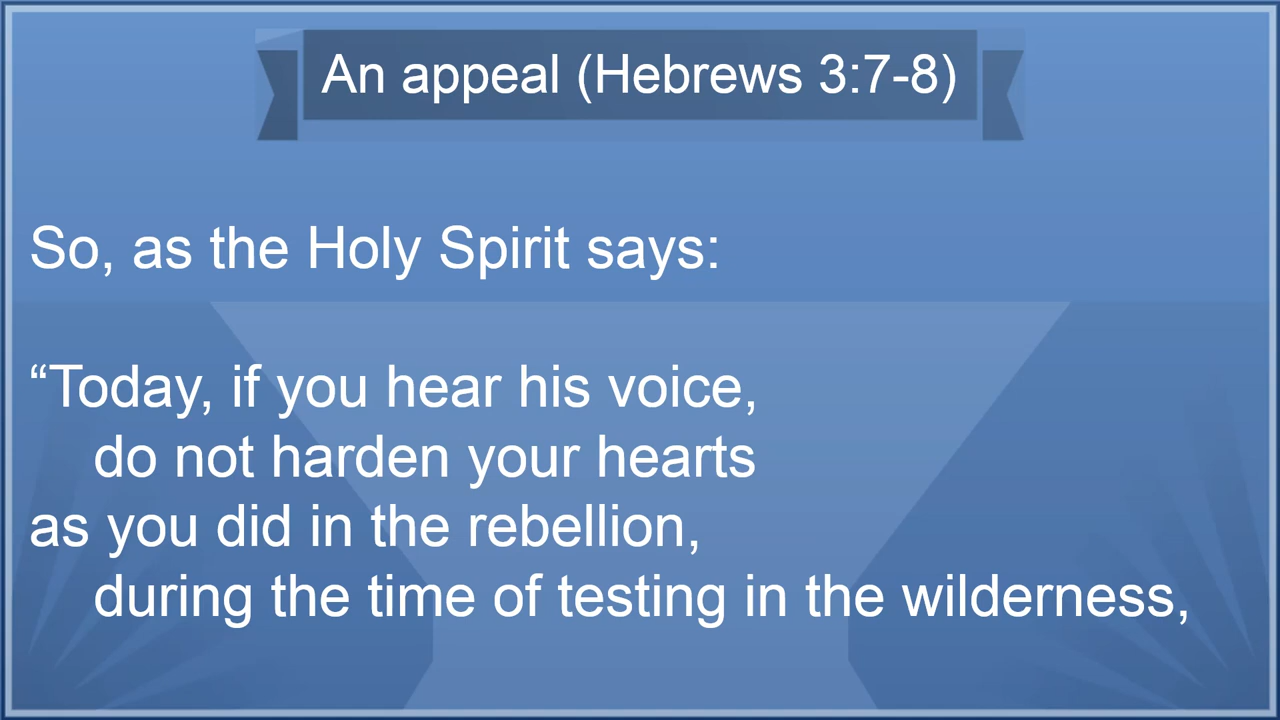 An appeal (Hebrews 3:7-8)
So, as the Holy Spirit says:
“Today, if you hear his voice,
do not harden your hearts
as you did in the rebellion,
during the time of testing in the wilderness,